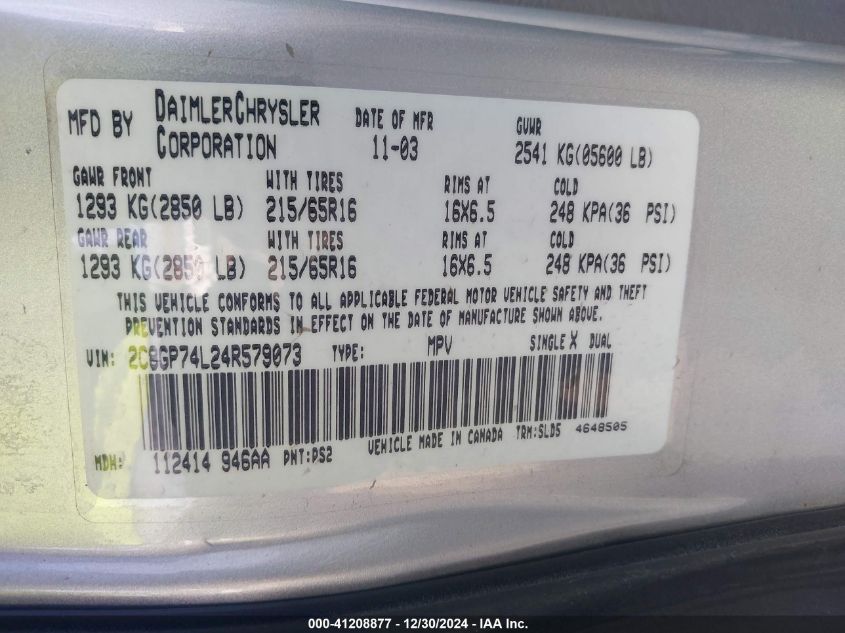 MFD BY DAIMLERCHRYSLER CORPORATION DATE OF MFR 11-03 GVWR 2541 KG(05600 LB)
GAWR FRONT WITH TIRES RIMS AT COLD
1293 KG(2850 LB) 215/65R16 16X6.5 248 KPA(36 PSI)
GAWR REAR WITH TIRES RIMS AT COLD
1293 KG(2850 LB) 215/65R16 16X6.5 248 KPA(36 PSI)
THIS VEHICLE CONFORMS TO ALL APPLICABLE FEDERAL MOTOR VEHICLE SAFETY AND THEFT
PREVENTION STANDARDS IN EFFECT ON THE DATE OF MANUFACTURE SHOWN ABOVE.
VIN: 2C8GP74L24R579073 TYPE: MPV SINGLE X DUAL
MDH: 112414 946AA PNT:PS2 VEHICLE MADE IN CANADA TRM:SLD5 4648505
000-41208877 - 12/30/2024 - IAA Inc.